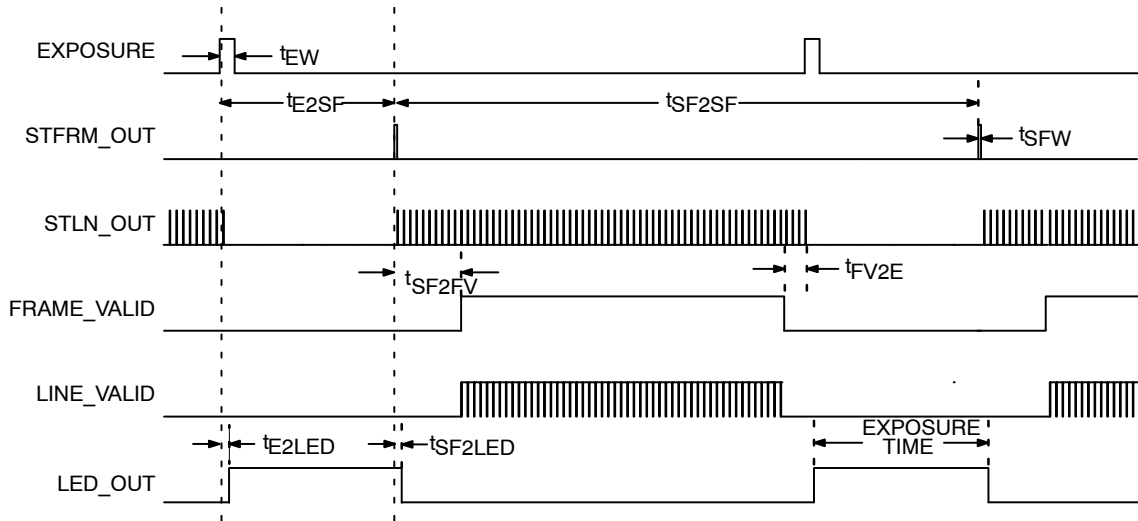 EXPOSURE
tEW
tE2SF
tSF2SF
STFRM_OUT
tSFW
STLN_OUT
tSF2FV
tFV2E
FRAME_VALID
LINE_VALID
tE2LED
tSF2LED
EXPOSURE
TIME
LED_OUT